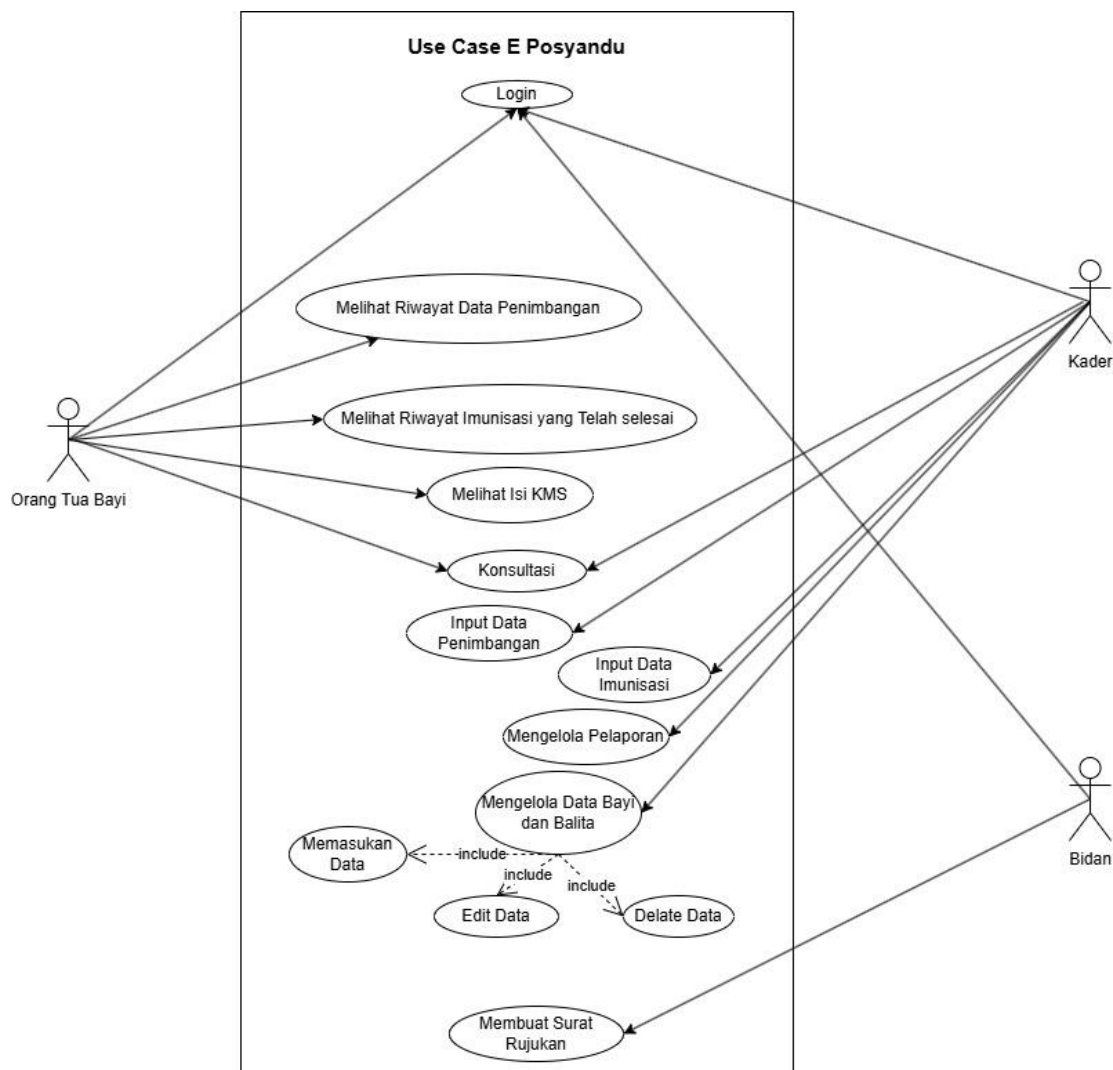 Use Case E Posyandu
Login
Melihat Riwayat Data Penimbangan
Kader
Melihat Riwayat Imunisasi yang Telah selesai
Orang Tua Bayi
Melihat Isi KMS
Konsultasi
Input Data
Penimbangan
Input Data
Imunisasi
Mengelola Pelaporan
Mengelola Data Bayi
dan Balita
Memasukan
Data
include
include
include
Bidan
Edit Data
Delate Data
Membuat Surat
Rujukan